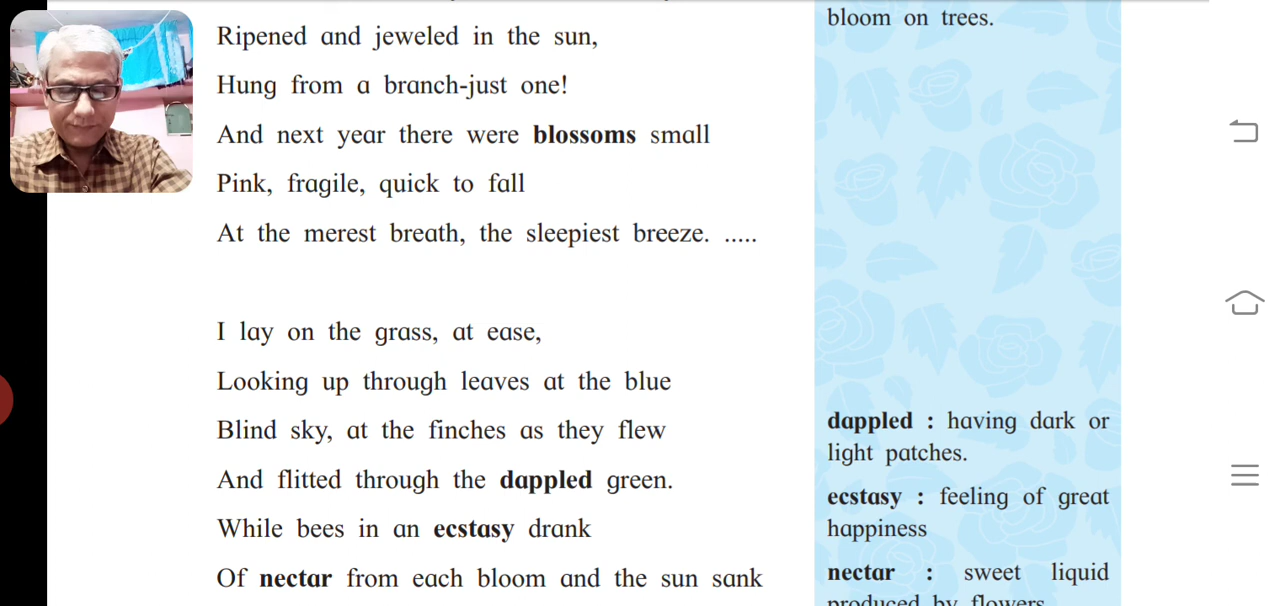 Ripened and jeweled in the sun,
Hung from a branch-just one!
And next year there were blossoms small
Pink, fragile, quick to fall
At the merest breath, the sleepiest breeze. .....
I lay on the grass, at ease,
Looking up through leaves at the blue
Blind sky, at the finches as they flew
And flitted through the dappled green.
While bees in an ecstasy drank
Of nectar from each bloom and the sun sank
bloom on trees.
dappled : having dark or
light patches.
ecstasy : feeling of great
happiness
nectar : sweet liquid
produced by flowers